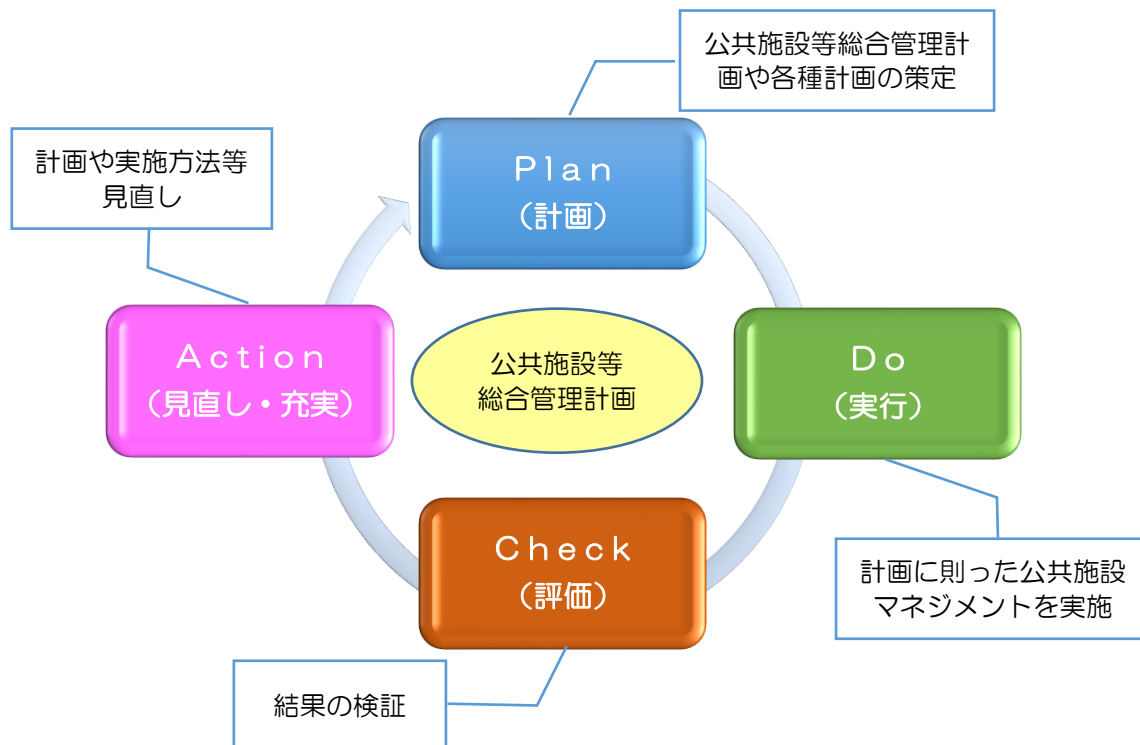 公共施設等総合管理計
画や各種計画の策定
Plan
（計画）
計画や実施方法等
見直し
Action
（見直し・充実）
公共施設等
総合管理計画
Do
（実行）
Check
（評価）
計画に則った公共施設
マネジメントを実施
結果の検証